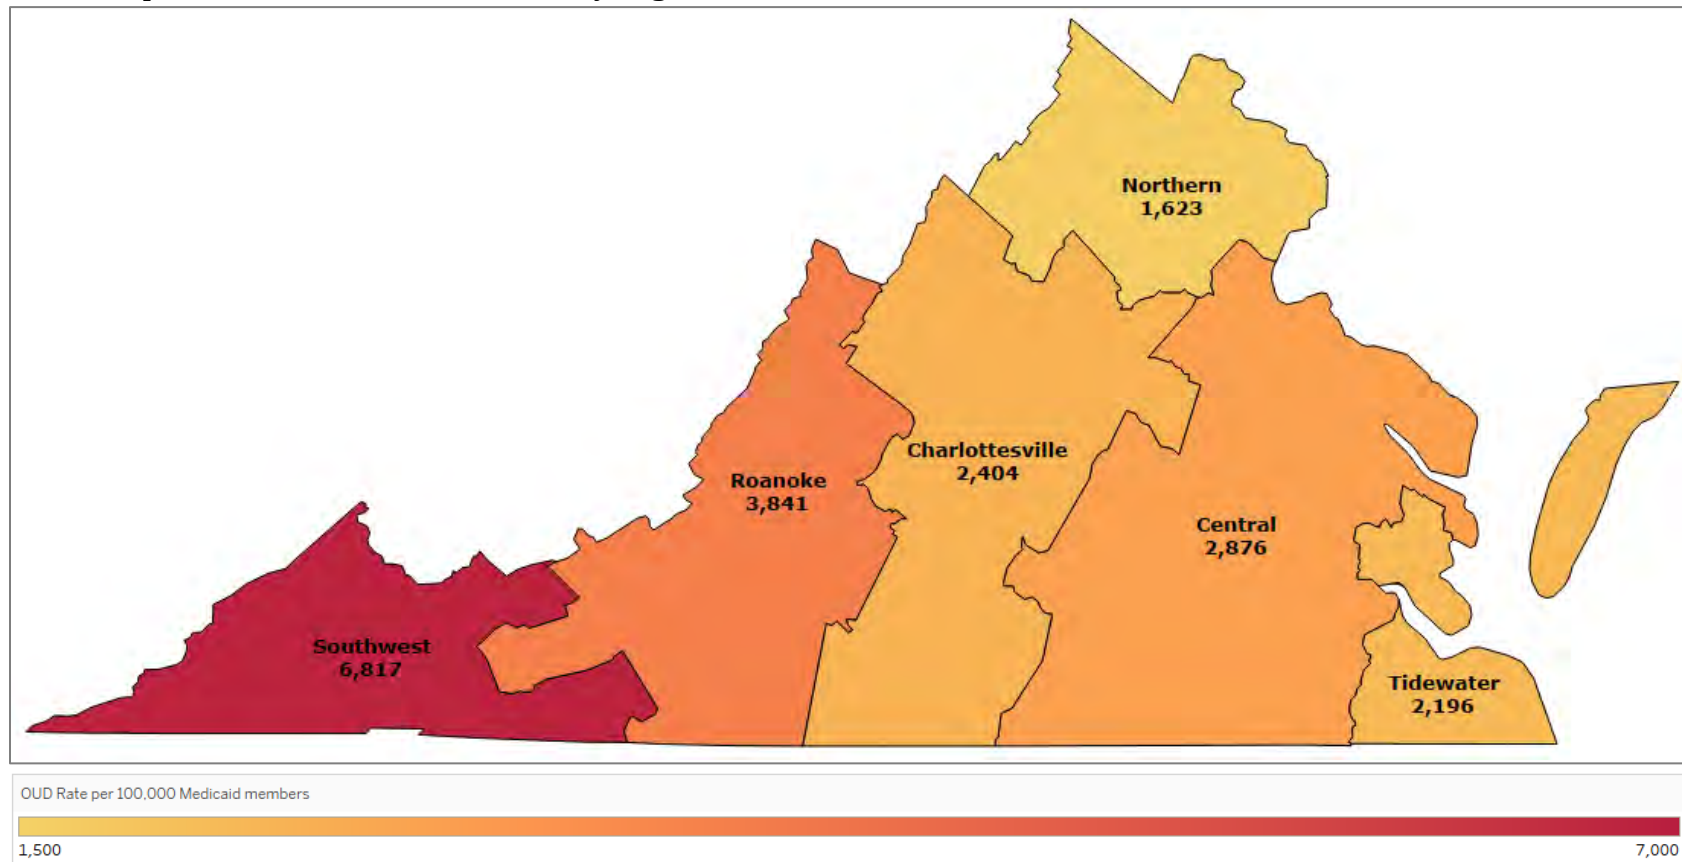 Northern
1,623
Charlottesville
2,404
Roanoke
3,841
Central
2,876
Southwest
6,817
Tidewater
2,196
OUD Rate per 100,000 Medicaid members
1,500
7,000